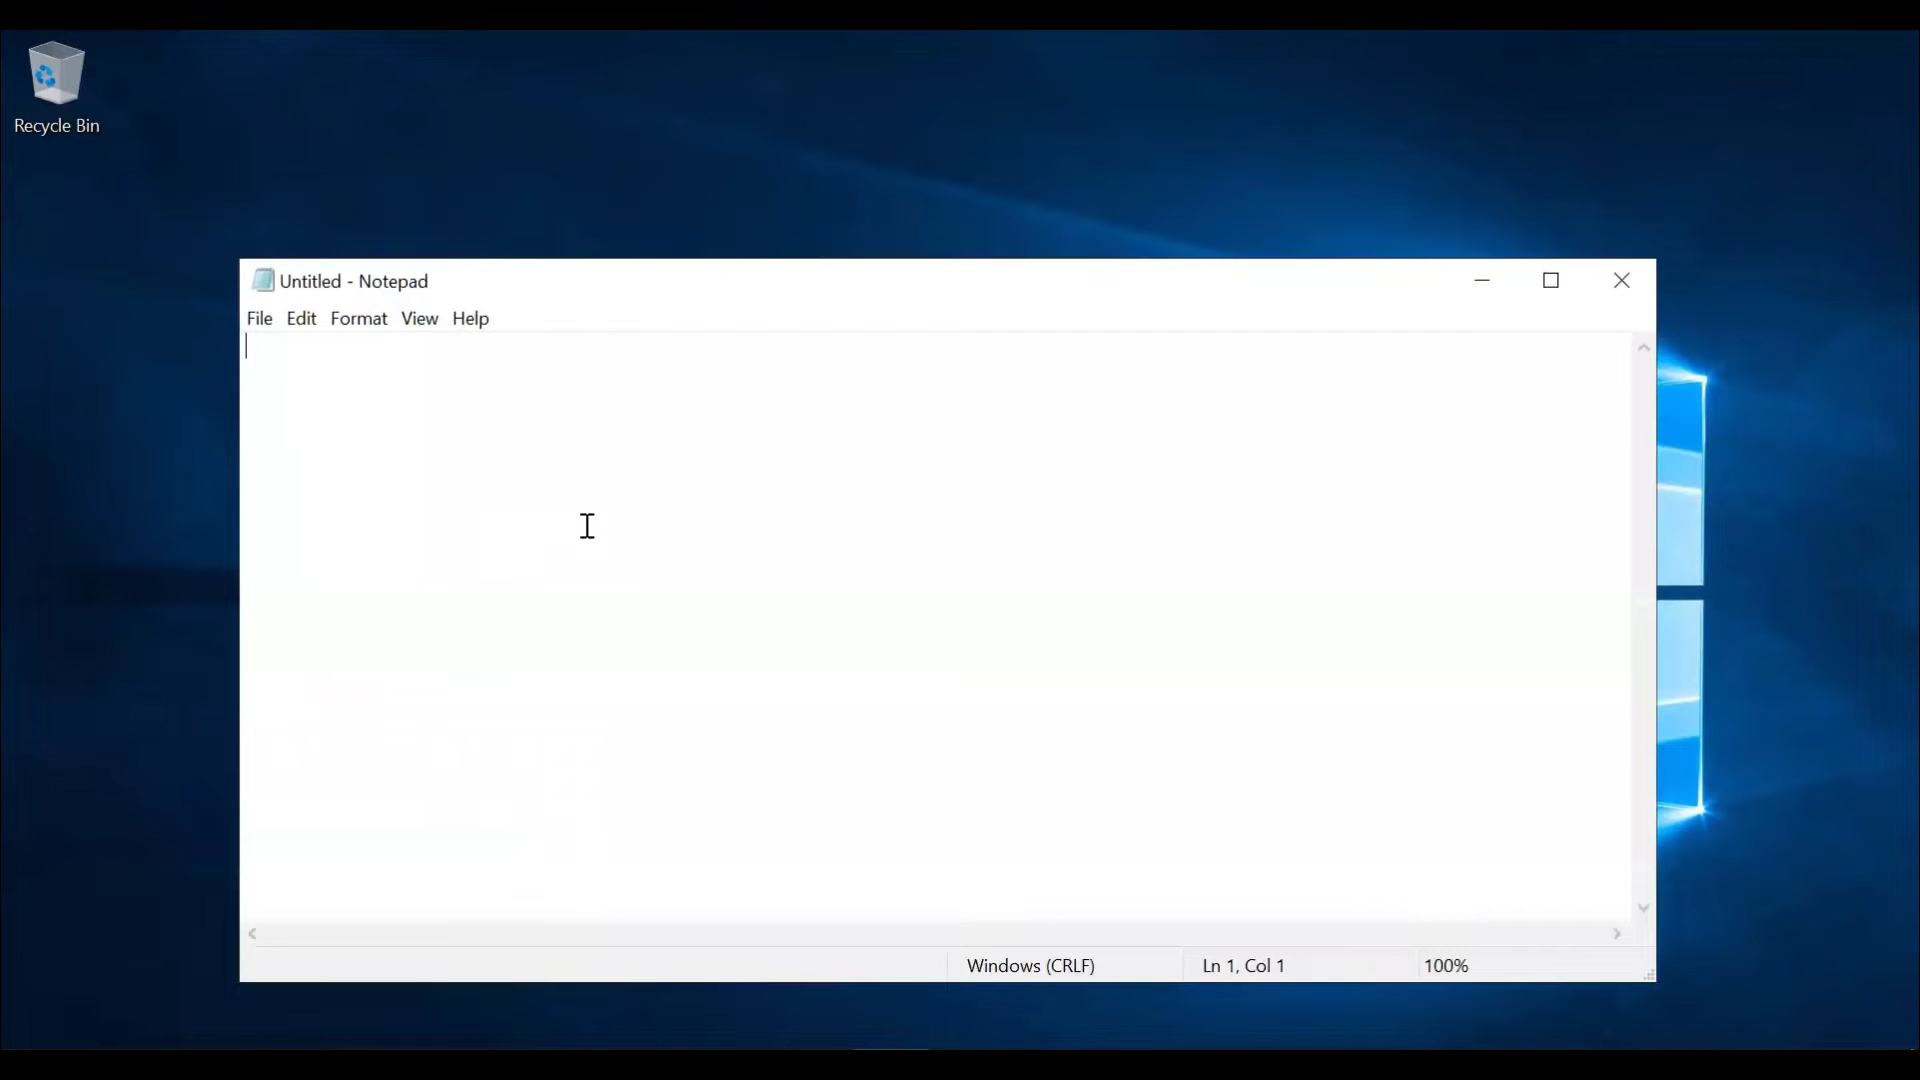 Recycle Bin
Untitled - Notepad
File Edit Format View Help
Windows (CRLF) Ln 1, Col 1 100%